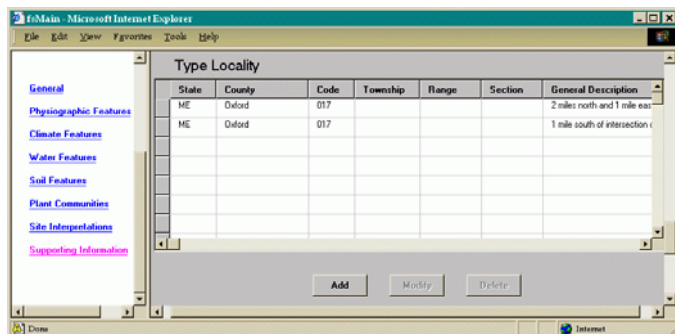 fsMain - Microsoft Internet Explorer
File Edit View Favorites Tools Help
Type Locality
General
Physiographic Features
Climate Features
Water Features
Soil Features
Plant Communities
Site Interpretations
Supporting Information
State County Code Township Range Section General Description
ME Oxford 017 2 miles north and 1 mile eas
ME Oxford 017 1 mile south of intersection o
Add Modify Delete
Done Internet